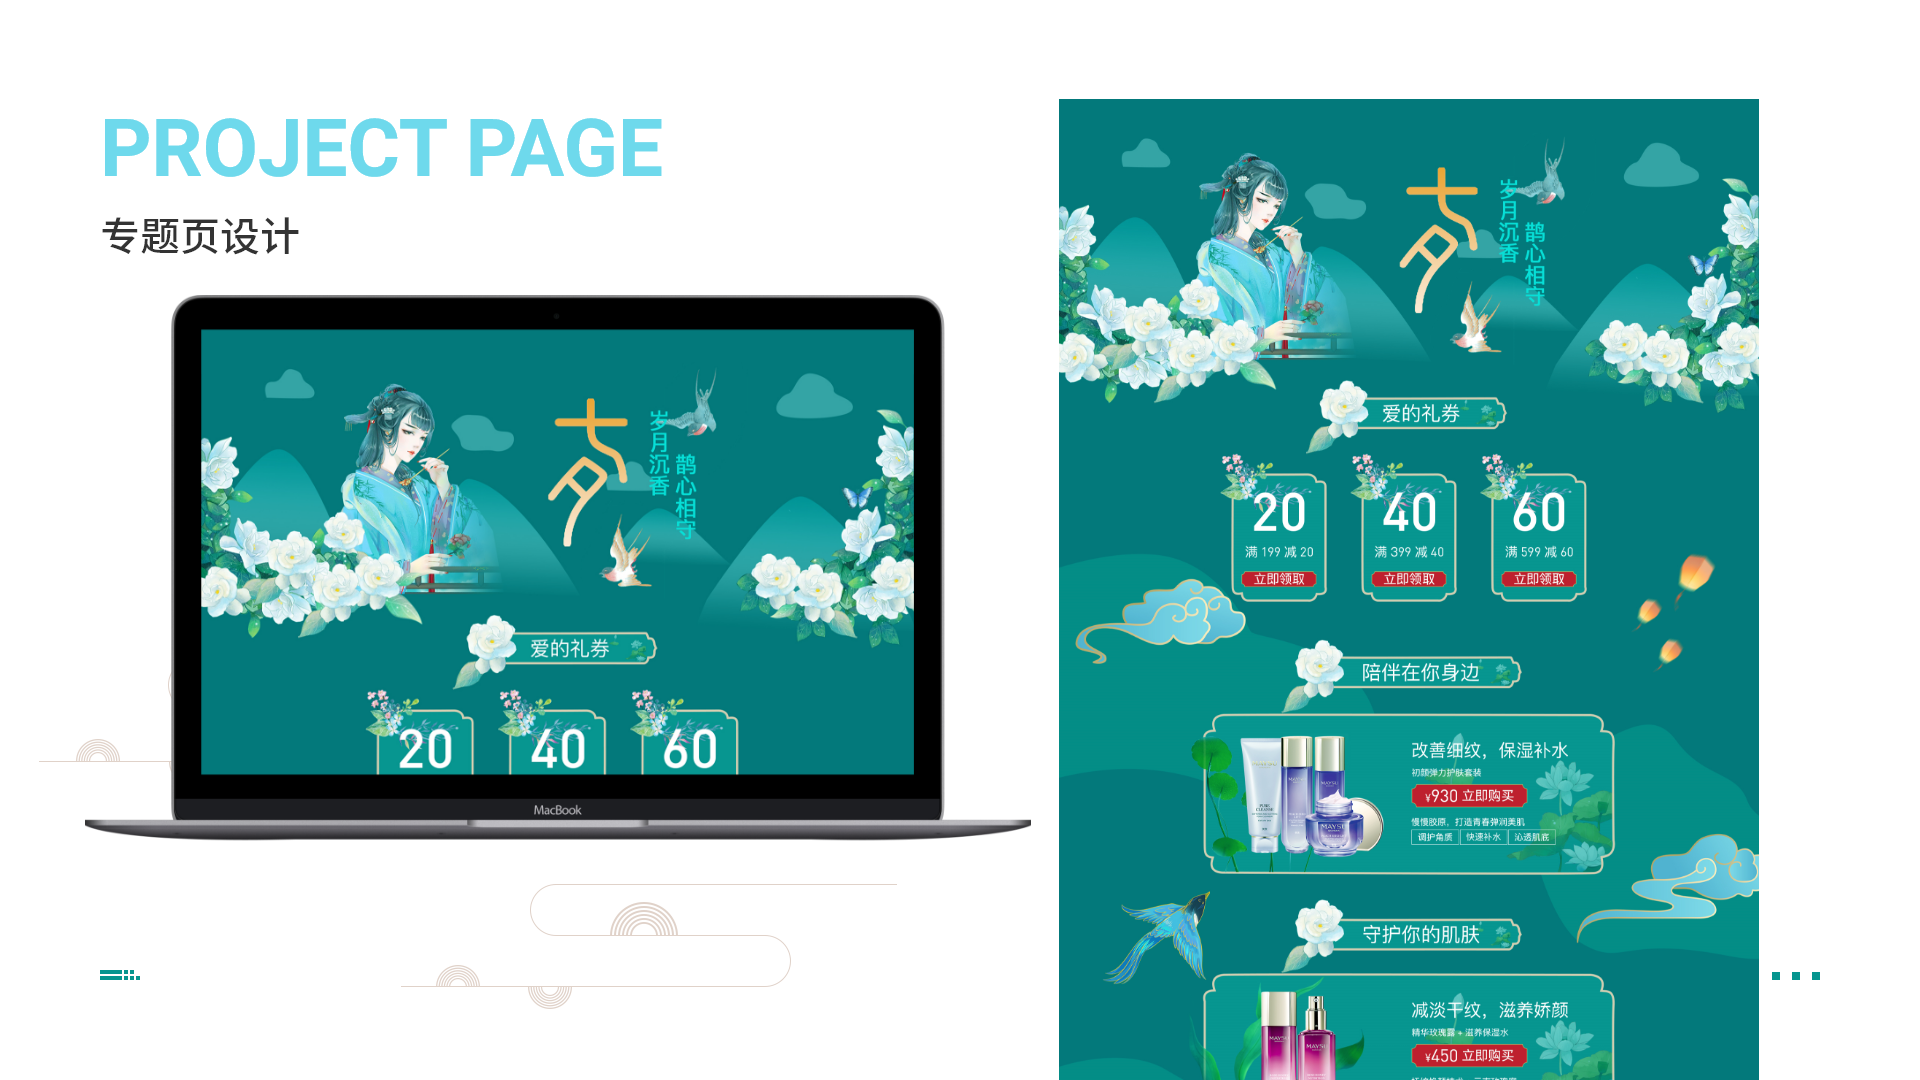 PROJECT PAGE
专题页设计
七夕
岁月沉香
鹊心相守
爱的礼券
20
40
60
MacBook
七夕
岁月沉香
鹊心相守
爱的礼券
20
40
60
满 199 减 20
满 399 减 40
满 599 减 60
立即领取
立即领取
立即领取
陪伴在你身边
改善细纹，保湿补水
初颜弹力护肤套装
¥930 立即购买
慢慢胶原，打造青春弹润美肌
调护角质
快速补水
沁透肌底
MAYSU
MAYSU
MAYSU
守护你的肌肤
减淡干纹，滋养娇颜
精华玫瑰露 + 滋养保湿水
¥450 立即购买
MAYSU
MAYSU